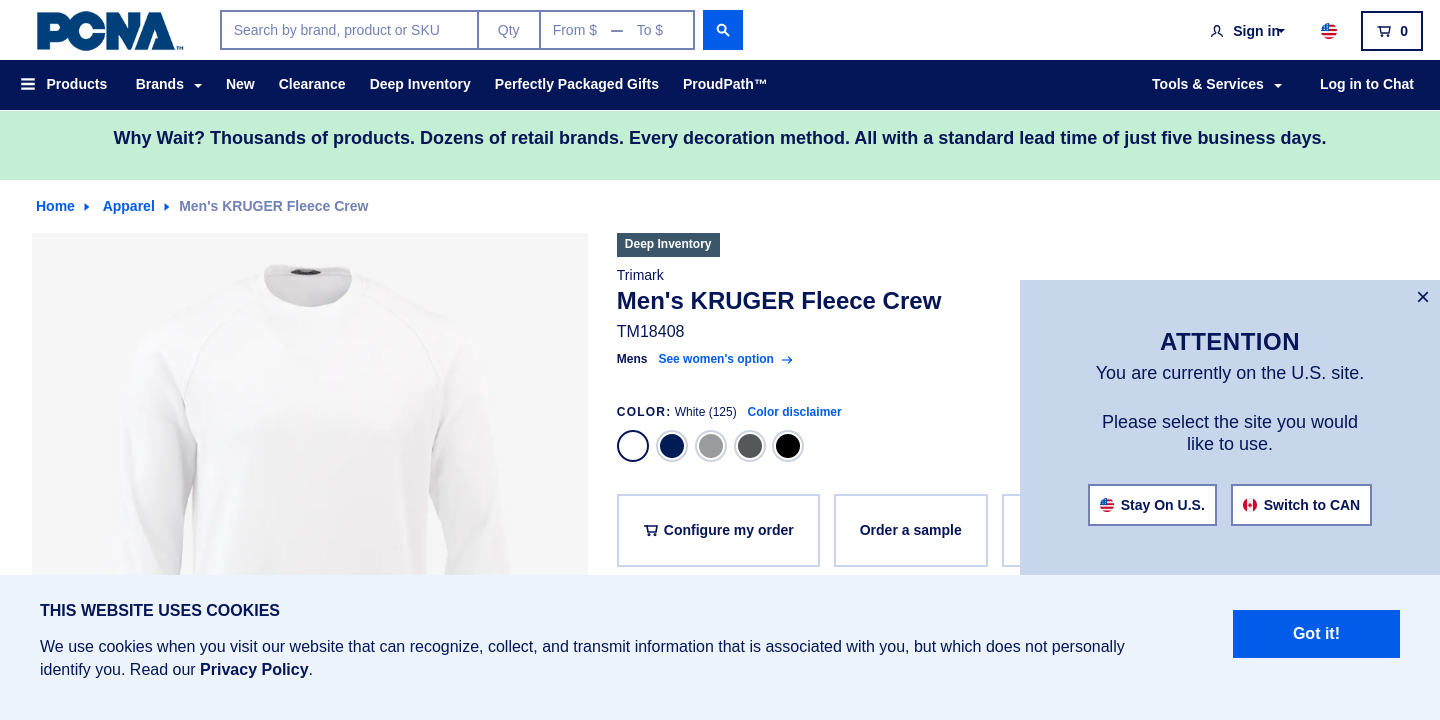 PCNA™
Search by brand, product or SKU
Qty
From $ — To $
Sign in
0
Products
Brands
New
Clearance
Deep Inventory
Perfectly Packaged Gifts
ProudPath™
Tools & Services
Log in to Chat
Why Wait? Thousands of products. Dozens of retail brands. Every decoration method. All with a standard lead time of just five business days.
Home
Apparel
Men's KRUGER Fleece Crew
Deep Inventory
Trimark
Men's KRUGER Fleece Crew
TM18408
Mens See women's option
COLOR: White (125) Color disclaimer
Configure my order
Order a sample
×
ATTENTION
You are currently on the U.S. site.
Please select the site you would
like to use.
Stay On U.S.
Switch to CAN
THIS WEBSITE USES COOKIES
We use cookies when you visit our website that can recognize, collect, and transmit information that is associated with you, but which does not personally
identify you. Read our Privacy Policy.
Got it!